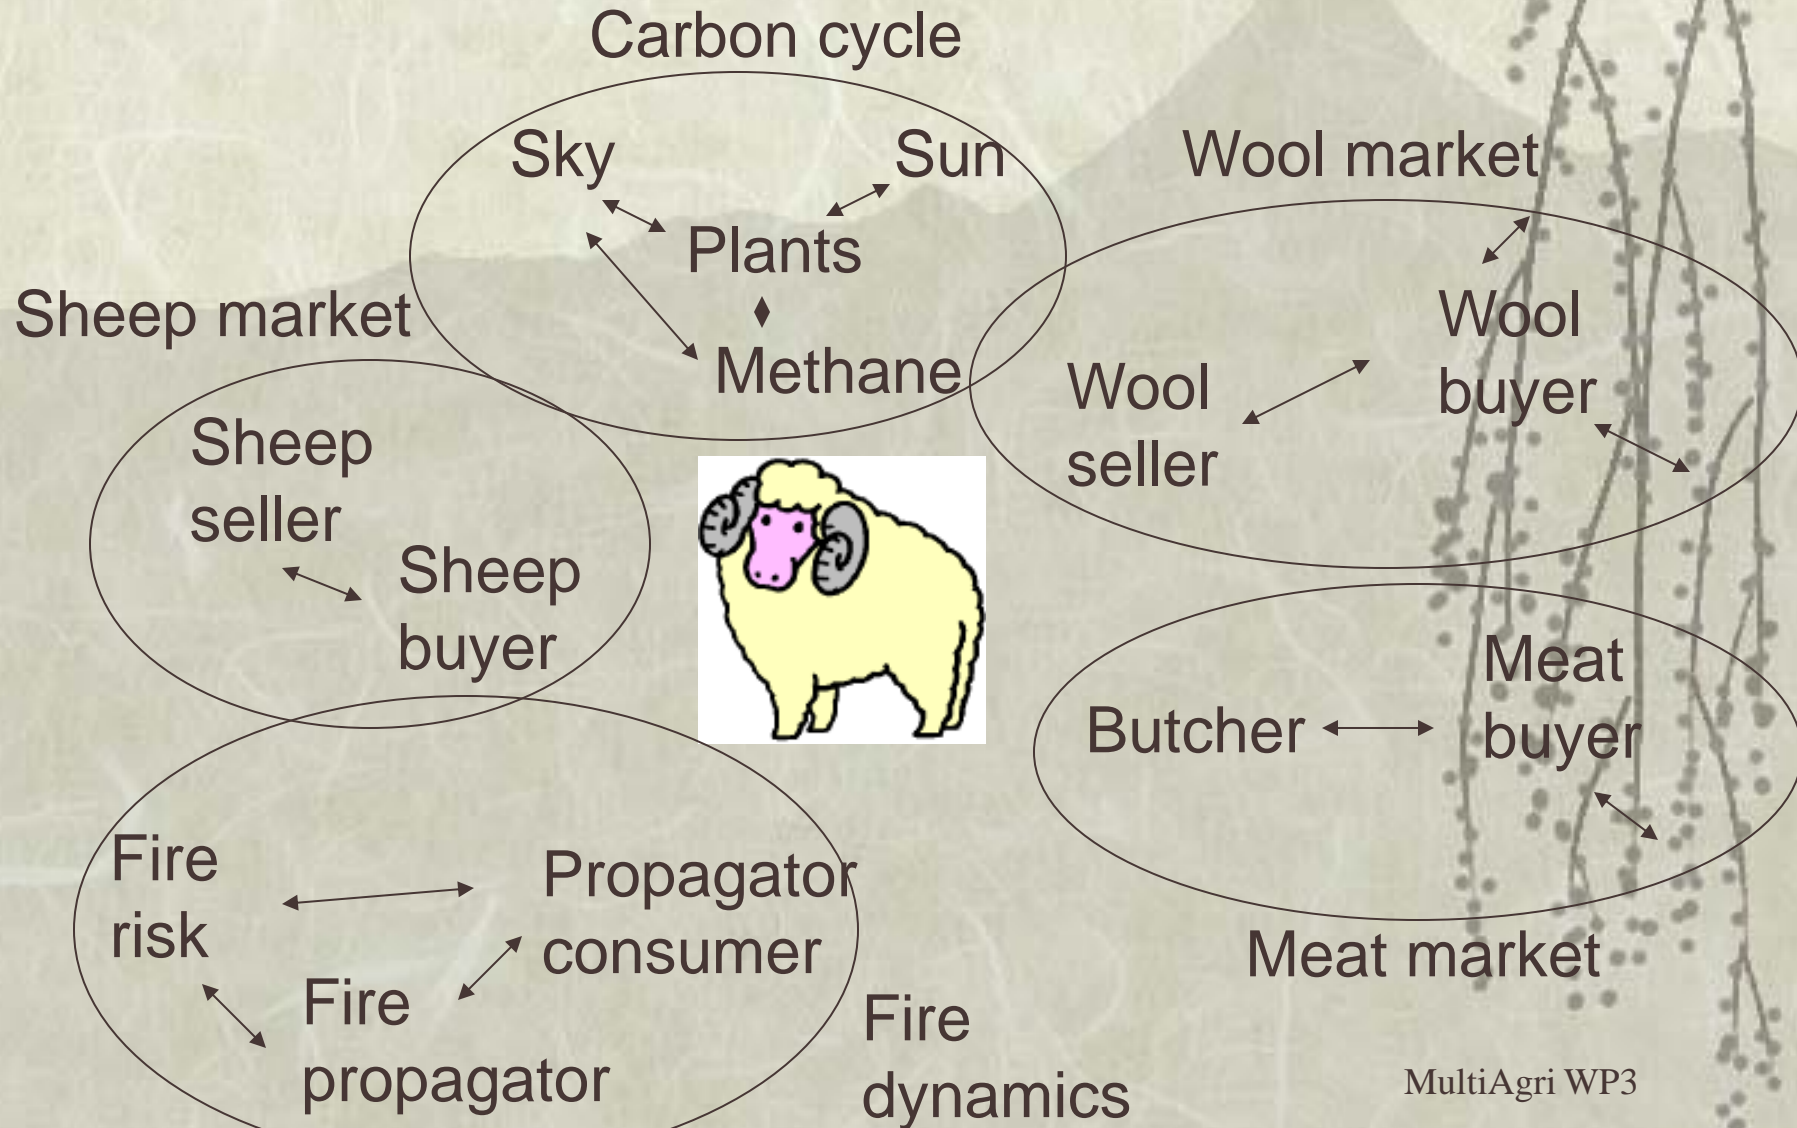 Carbon cycle
Sky
Sun
Plants
Methane
Wool market
Wool
seller
Wool
buyer
Sheep market
Sheep
seller
Sheep
buyer
Butcher
Meat
buyer
Meat market
Fire
risk
Propagator
consumer
Fire
propagator
Fire
dynamics
MultiAgri WP3